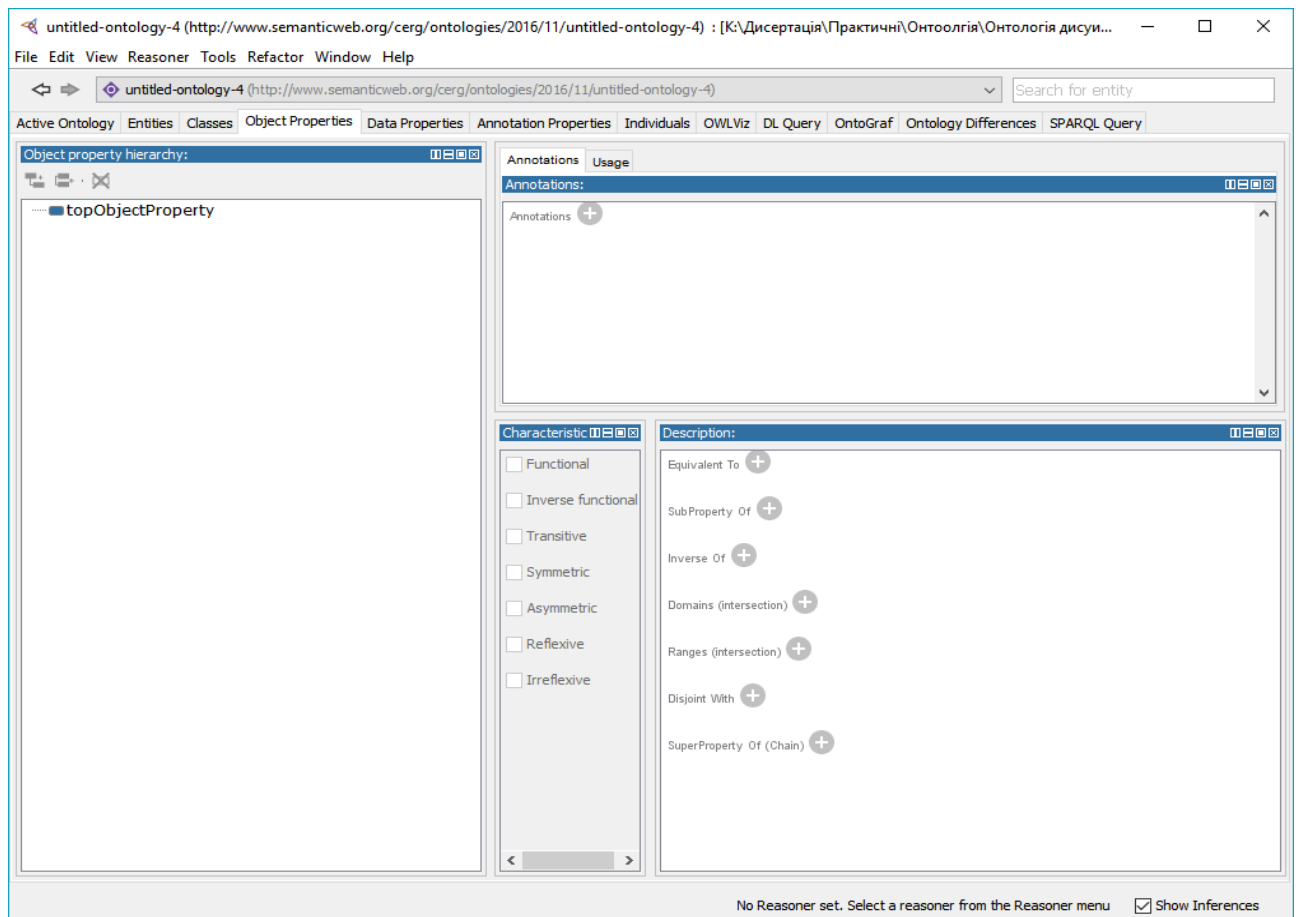 untitled-ontology-4 (http://www.semanticweb.org/cerg/ontologies/2016/11/untitled-ontology-4) : [K:\Дисертація\Практичні\Онтоолгія\Онтологія дисуи...
File Edit View Reasoner Tools Refactor Window Help
untitled-ontology-4 (http://www.semanticweb.org/cerg/ontologies/2016/11/untitled-ontology-4)
Search for entity
Active Ontology Entities Classes Object Properties Data Properties Annotation Properties Individuals OWLViz DL Query OntoGraf Ontology Differences SPARQL Query
Object property hierarchy:
topObjectProperty
Annotations Usage
Annotations:
Annotations
Characteristic
Functional
Inverse functional
Transitive
Symmetric
Asymmetric
Reflexive
Irreflexive
Description:
Equivalent To
SubProperty Of
Inverse Of
Domains (intersection)
Ranges (intersection)
Disjoint With
SuperProperty Of (Chain)
No Reasoner set. Select a reasoner from the Reasoner menu
Show Inferences